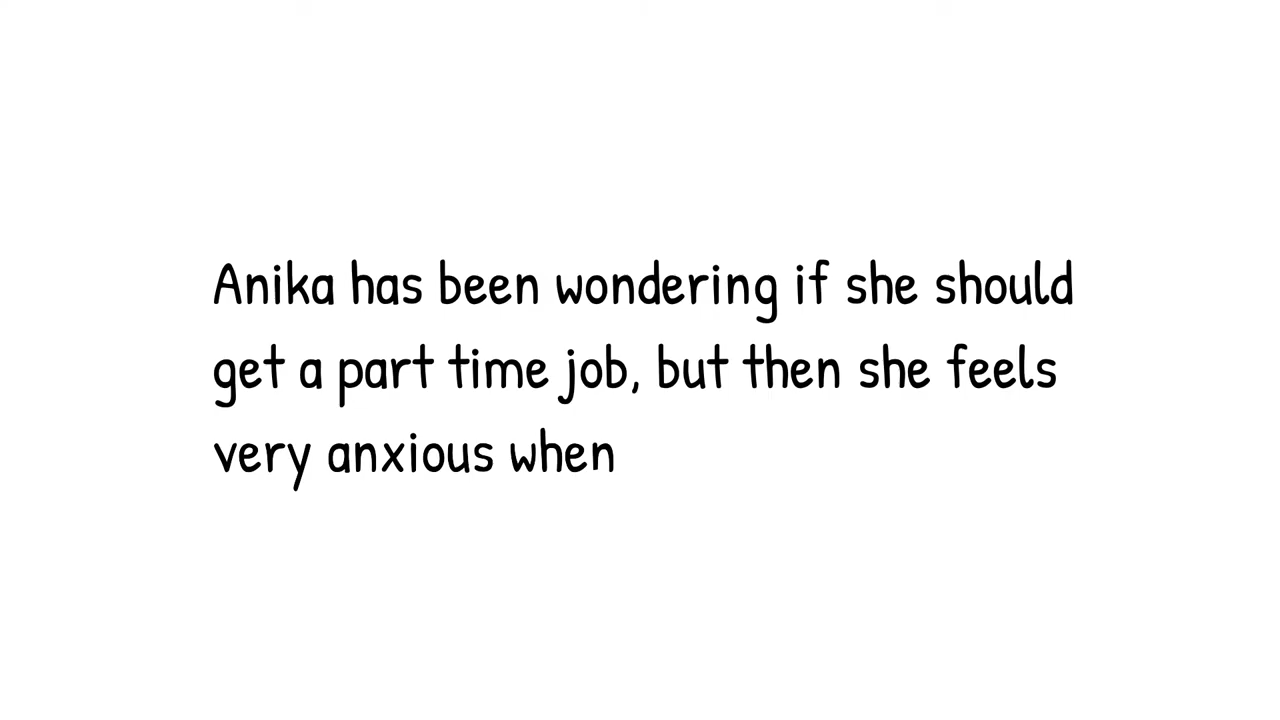 Anika has been wondering if she should
get a part time job, but then she feels
very anxious when